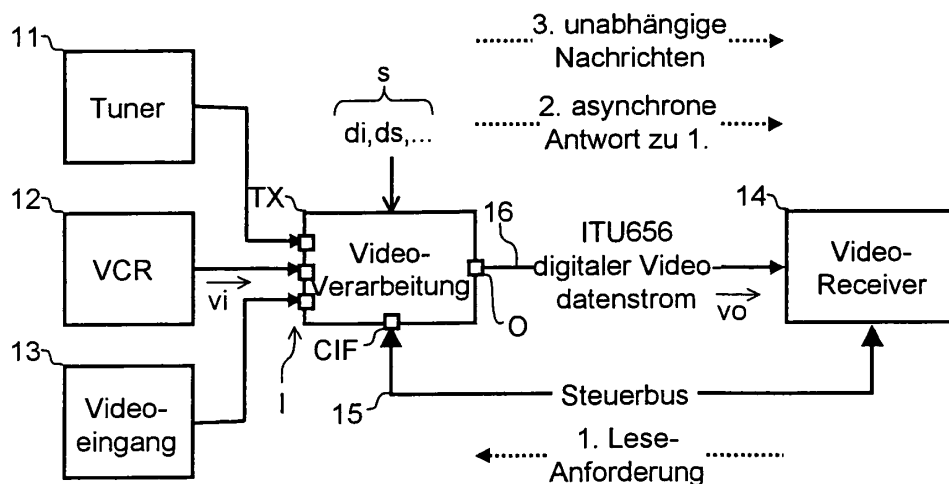 11
Tuner
12
VCR
13
Video-
eingang
vi
I
s
di,ds,...
TX
Video-
Verarbeitung
CIF
O
15
16
3. unabhängige
Nachrichten
2. asynchrone
Antwort zu 1.
ITU656
digitaler Video
datenstrom
vo
14
Video-
Receiver
Steuerbus
1. Lese-
Anforderung